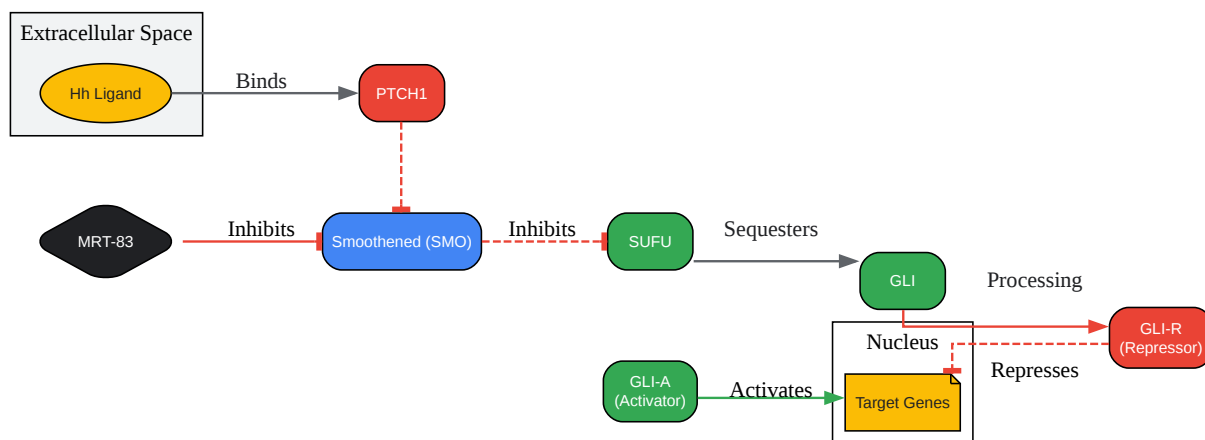 Extracellular Space
Hh Ligand
Binds
PTCH1
MRT-83
Inhibits
Smoothened (SMO)
Inhibits
SUFU
Sequesters
GLI
Processing
GLI-R
(Repressor)
Nucleus
Represses
GLI-A
(Activator)
Activates
Target Genes